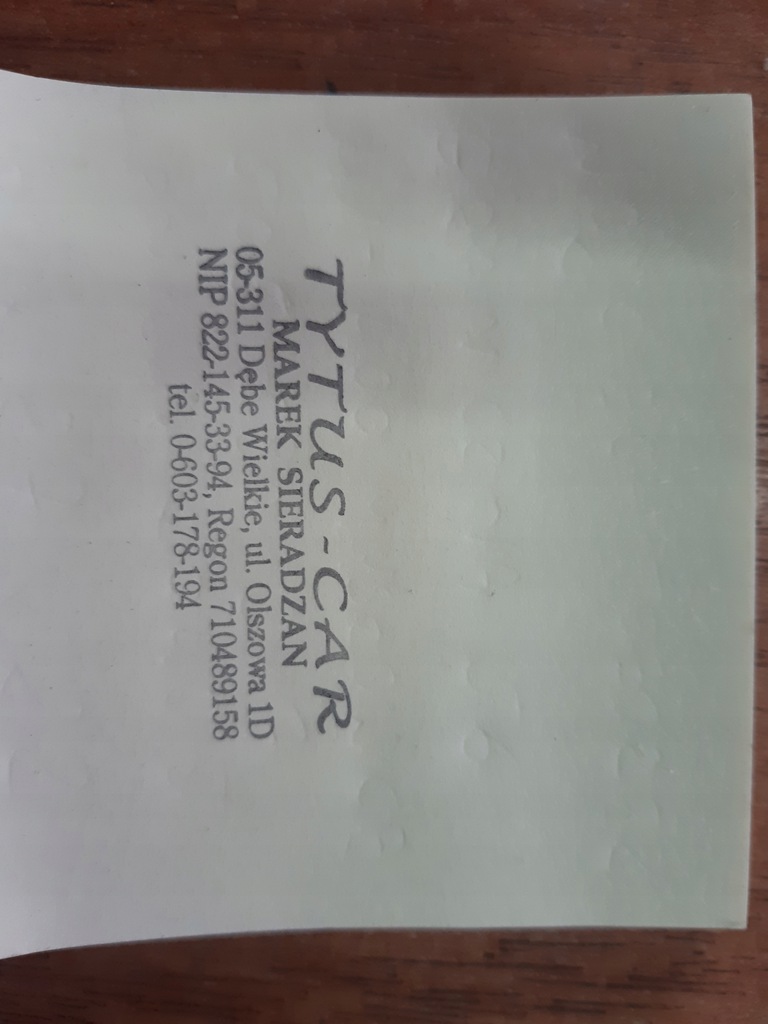 TYTUS-CAR
MAREK SIERADZAN
05-311 Dębe Wielkie, ul. Olszowa 1D
NIP 822-145-33-94, Regon 710489158
tel. 0-603-178-194